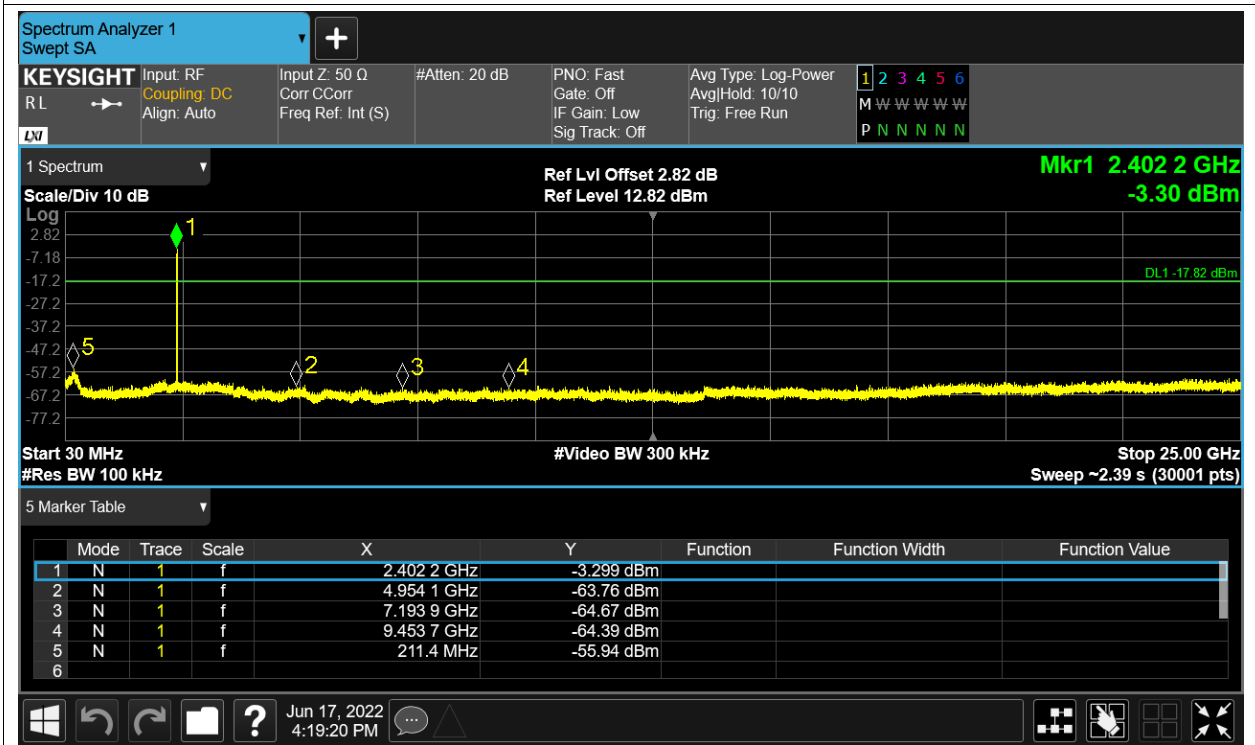 Spectrum Analyzer 1
Swept SA
+
KEYSIGHT Input: RF Input Z: 50 Ω #Atten: 20 dB PNO: Fast Avg Type: Log-Power 1 2 3 4 5 6
R L Coupling: DC Corr CCorr Gate: Off Avg|Hold: 10/10 M W W W W W
Align: Auto Freq Ref: Int (S) IF Gain: Low Trig: Free Run
LXI Sig Track: Off P N N N N N
1 Spectrum Ref Lvl Offset 2.82 dB Mkr1 2.402 2 GHz
Scale/Div 10 dB Ref Level 12.82 dBm -3.30 dBm
Log
1
2.82
-7.18
-17.2 DL1 -17.82 dBm
-27.2
-37.2
-47.2 5
-57.2 2 3 4
-67.2
-77.2
Start 30 MHz #Video BW 300 kHz Stop 25.00 GHz
#Res BW 100 kHz Sweep ~2.39 s (30001 pts)
5 Marker Table
Mode Trace Scale X Y Function Function Width Function Value
1 N 1 f 2.402 2 GHz -3.299 dBm
2 N 1 f 4.954 1 GHz -63.76 dBm
3 N 1 f 7.193 9 GHz -64.67 dBm
4 N 1 f 9.453 7 GHz -64.39 dBm
5 N 1 f 211.4 MHz -55.94 dBm
6
? Jun 17, 2022
4:19:20 PM